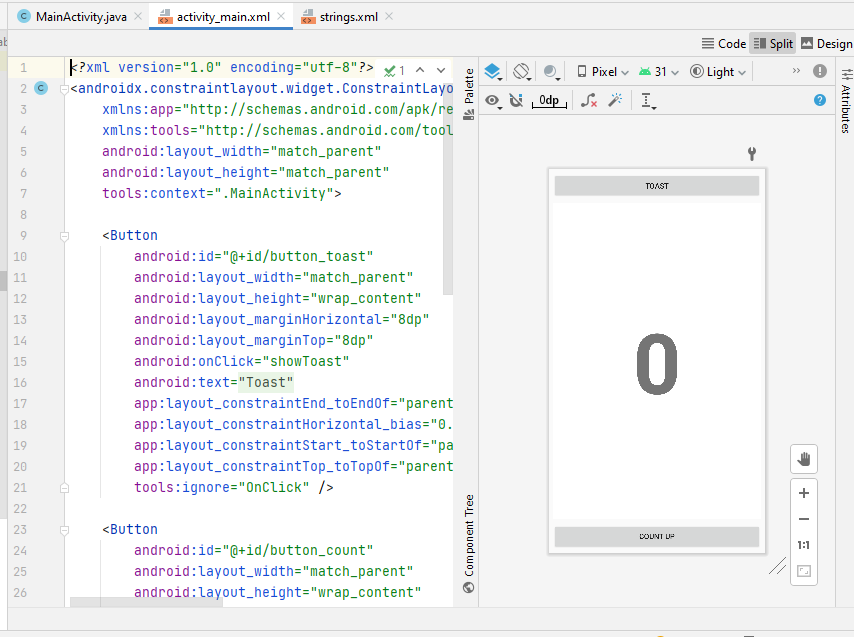 MainActivity.java
activity_main.xml
strings.xml
Code
Split
Design
1 <?xml version="1.0" encoding="utf-8"?>
1
2 <androidx.constraintlayout.widget.ConstraintLayo
3 xmlns:app="http://schemas.android.com/apk/re
4 xmlns:tools="http://schemas.android.com/tool
5 android:layout_width="match_parent"
6 android:layout_height="match_parent"
7 tools:context=".MainActivity">
8
9 <Button
10 android:id="@+id/button_toast"
11 android:layout_width="match_parent"
12 android:layout_height="wrap_content"
13 android:layout_marginHorizontal="8dp"
14 android:layout_marginTop="8dp"
15 android:onClick="showToast"
16 android:text="Toast"
17 app:layout_constraintEnd_toEndOf="parent
18 app:layout_constraintHorizontal_bias="0.
19 app:layout_constraintStart_toStartOf="pa
20 app:layout_constraintTop_toTopOf="parent
21 tools:ignore="OnClick" />
22
23 <Button
24 android:id="@+id/button_count"
25 android:layout_width="match_parent"
26 android:layout_height="wrap_content"
Palette
Component Tree
Pixel
31
Light
0dp
TOAST
0
COUNT UP
1:1
Attributes